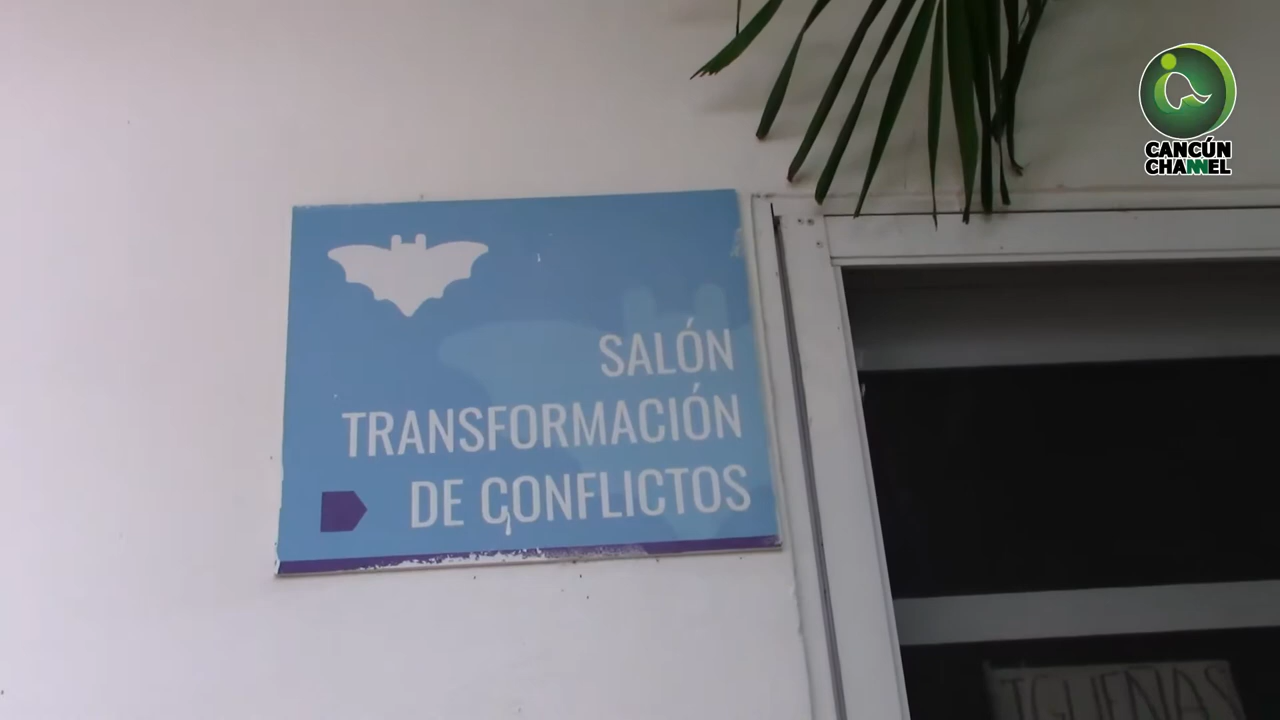 CANCÚN
CHANNEL
SALÓN
TRANSFORMACIÓN
DE CONFLICTOS